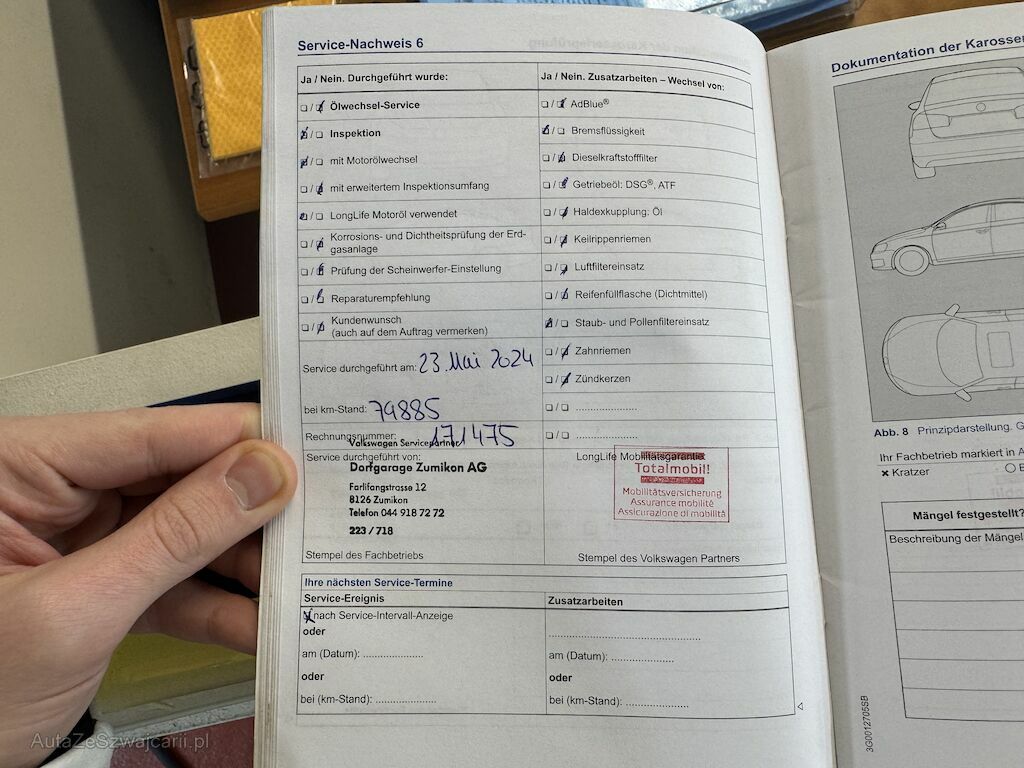 Service-Nachweis 6
Ja / Nein. Durchgeführt wurde:
Ölwechsel-Service
Inspektion
mit Motorölwechsel
mit erweitertem Inspektionsumfang
LongLife Motoröl verwendet
Korrosions- und Dichtheitsprüfung der Erd-
gasanlage
Prüfung der Scheinwerfer-Einstellung
Reparaturempfehlung
Kundenwunsch
(auch auf dem Auftrag vermerken)
Service durchgeführt am: 23. Mai 2024
bei km-Stand: 79885
Rechnungsnummer: 171475
Volkswagen Servicepartner
Service durchgeführt von:
Dorfgarage Zumikon AG
Farlifangstrasse 12
8126 Zumikon
Telefon 044 918 72 72
223 / 718
Stempel des Fachbetriebs
Ja / Nein. Zusatzarbeiten – Wechsel von:
AdBlue®
Bremsflüssigkeit
Dieselkraftstofffilter
Getriebeöl: DSG®, ATF
Haldexkupplung: Öl
Keilrippenriemen
Luftfiltereinsatz
Reifenfüllflasche (Dichtmittel)
Staub- und Pollenfiltereinsatz
Zahnriemen
Zündkerzen
.....................
.....................
LongLife Mobilitätsgarantie
Totalmobil!
Mobilitätsversicherung
Assurance mobilité
Assicurazione di mobilità
Stempel des Volkswagen Partners
Ihre nächsten Service-Termine
Service-Ereignis
nach Service-Intervall-Anzeige
oder
am (Datum): .....................
oder
bei (km-Stand): .....................
Zusatzarbeiten
.....................
am (Datum): .....................
oder
bei (km-Stand): .....................
Dokumentation der
Abb. 8 Prinzipdarstellung.
Ihr Fachbetrieb markiert in
Kratzer
Mängel festgestellt?
Beschreibung der Mängel
3G0012705SB
AutaZeSzwajcarii.pl